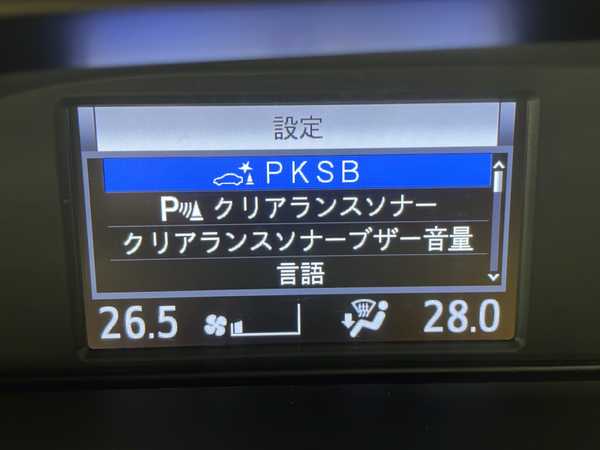 設定
PKSB
P クリアランスソナー
クリアランスソナーブザー音量
言語
26.5 28.0